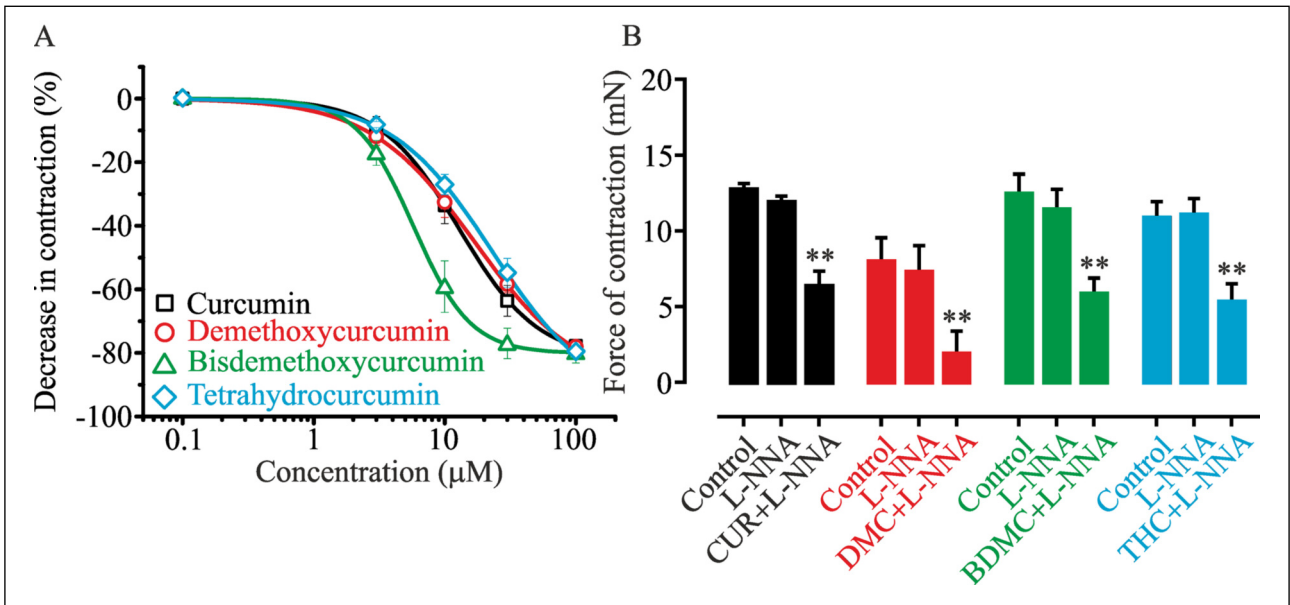 A
Decrease in contraction (%)
0
-20
-40
-60
-80
-100
Curcumin
Demethoxycurcumin
Bisdemethoxycurcumin
Tetrahydrocurcumin
0.1
1
10
100
Concentration (μM)
B
Force of contraction (mN)
20
15
10
5
0
**
**
**
**
Control
L-NNA
CUR+L-NNA
Control
L-NNA
DMC+L-NNA
Control
L-NNA
BDMC+L-NNA
Control
L-NNA
THC+L-NNA